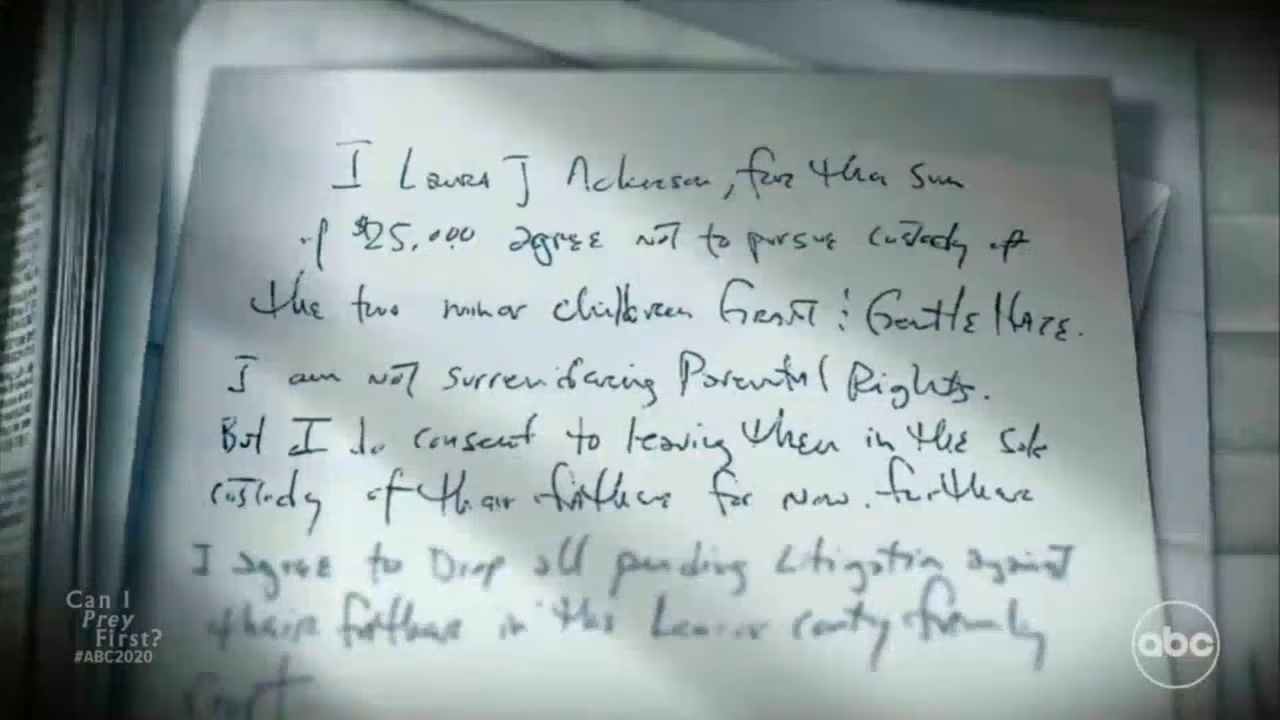 I Laura J Ackerson, for the sum
of $25,000 agree not to pursue custody of
the two minor children Grant & Gentle Haze.
I am not surrendering Parental Rights.
But I do consent to leaving them in the sole
custody of their father for now. further
I agree to Drop all pending litigation against
their father in the Lenoir county family
court
Can I
Prey
First?
#ABC2020
abc